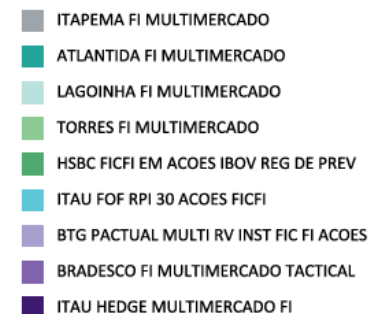 ITAPEMA FI MULTIMERCADO
ATLANTIDA FI MULTIMERCADO
LAGOINHA FI MULTIMERCADO
TORRES FI MULTIMERCADO
HSBC FICFI EM ACOES IBOV REG DE PREV
ITAU FOF RPI 30 ACOES FICFI
BTG PACTUAL MULTI RV INST FIC FI ACOES
BRADESCO FI MULTIMERCADO TACTICAL
ITAU HEDGE MULTIMERCADO FI